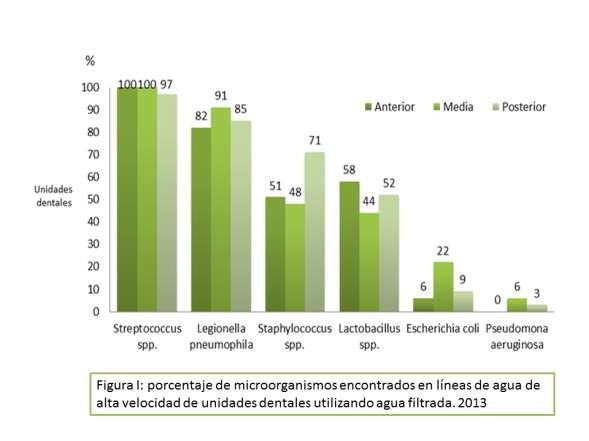 %
100 100 97
100
90
80
70
60
50
40
30
20
10
0
Unidades
dentales
Anterior Media Posterior
82 91 85
51 48 71
58 44 52
6 22 9
0 6 3
Streptococcus
spp.
Legionella
pneumophila
Staphylococcus
spp.
Lactobacillus
spp.
Escherichia coli
Pseudomona
aeruginosa
Figura I: porcentaje de microorganismos encontrados en líneas de agua de
alta velocidad de unidades dentales utilizando agua filtrada. 2013